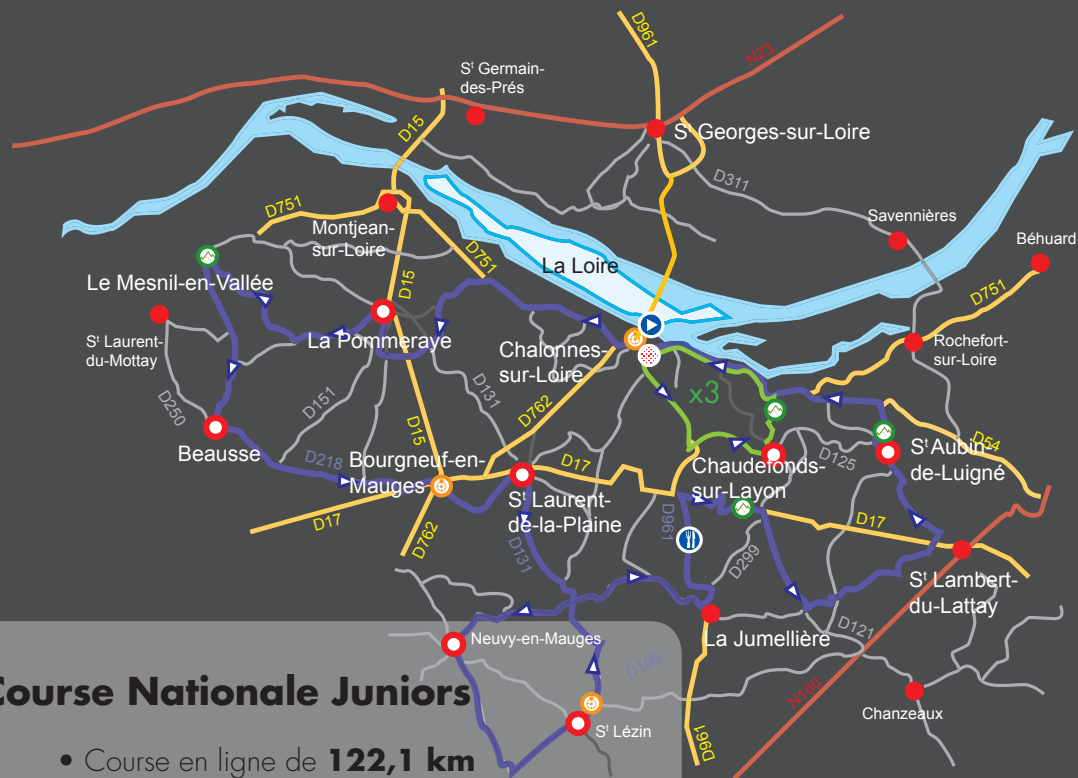 D961
N23
Sᵗ Germain-
des-Prés
D15
Sᵗ Georges-sur-Loire
D311
D751
Savennières
Montjean-
sur-Loire
D751
Béhuard
La Loire
D751
D15
Le Mesnil-en-Vallée
Sᵗ Laurent-
du-Mottay
La Pommeraye
Chalonnes-
sur-Loire
Rochefort-
sur-Loire
x3
D131
D151
D762
D250
D15
D54
Beausse
D218
Bourgneuf-en-
Mauges
D17
Chaudefonds-
sur-Layon
D125
Sᵗ Aubin-
de-Luigné
Sᵗ Laurent-
de-la-Plaine
D17
D762
D131
D961
D17
D299
Sᵗ Lambert-
du-Lattay
La Jumellière
D121
Neuvy-en-Mauges
D199
N160
Chanzeaux
Sᵗ Lézin
D961
Course Nationale Juniors
• Course en ligne de 122,1 km